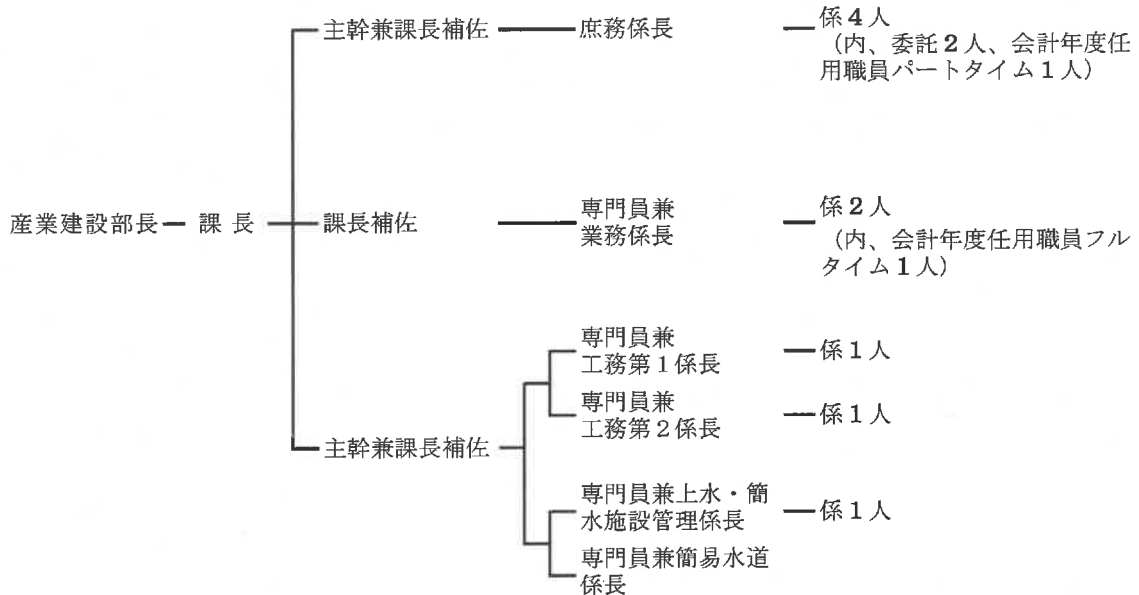 主幹兼課長補佐
庶務係長
係4人
（内、委託2人、会計年度任
用職員パートタイム1人）
産業建設部長
課長
課長補佐
専門員兼
業務係長
係2人
（内、会計年度任用職員フル
タイム1人）
主幹兼課長補佐
専門員兼
工務第1係長
係1人
専門員兼
工務第2係長
係1人
専門員兼上水・簡
水施設管理係長
係1人
専門員兼簡易水道
係長